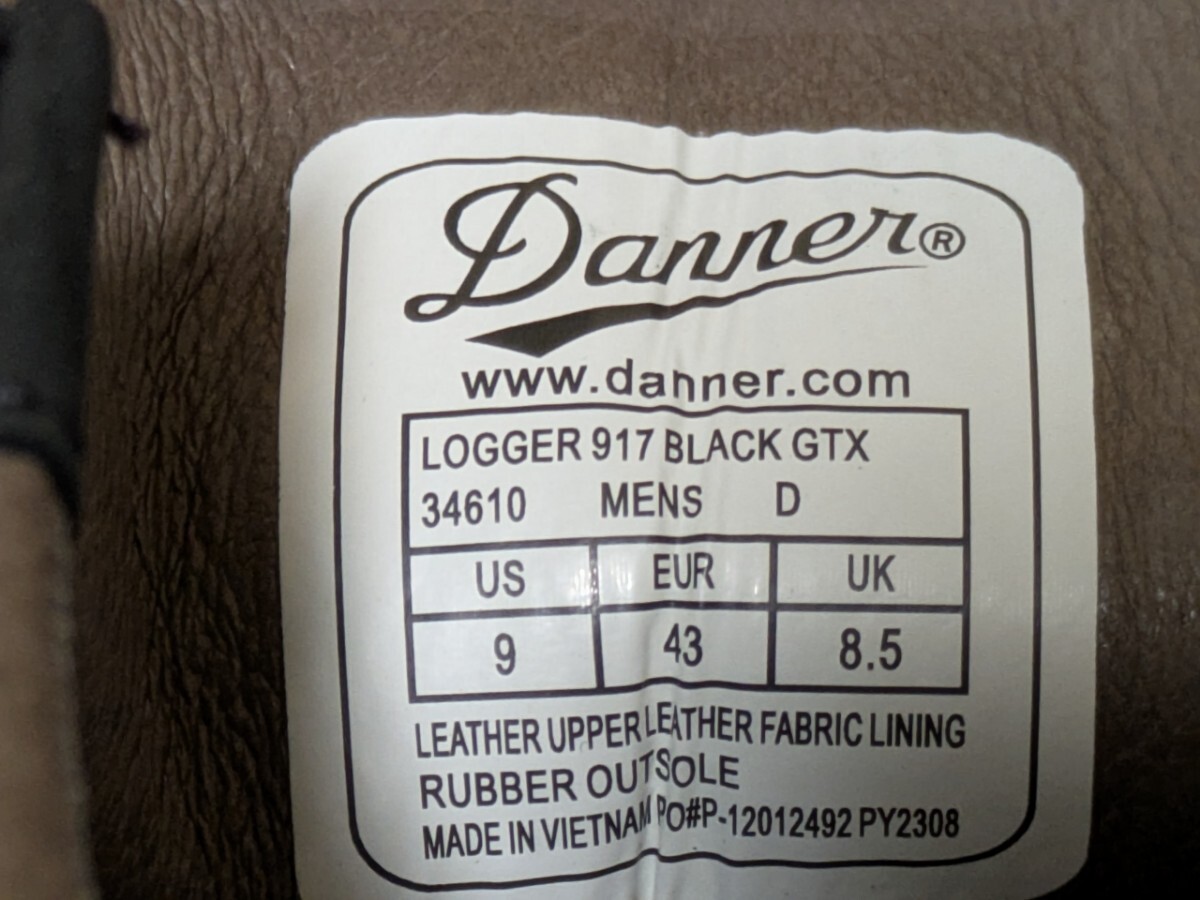 Danner®
www.danner.com
LOGGER 917 BLACK GTX
34610 MENS D
US EUR UK
9 43 8.5
LEATHER UPPER LEATHER FABRIC LINING
RUBBER OUTSOLE
MADE IN VIETNAM PO#P-12012492 PY2308